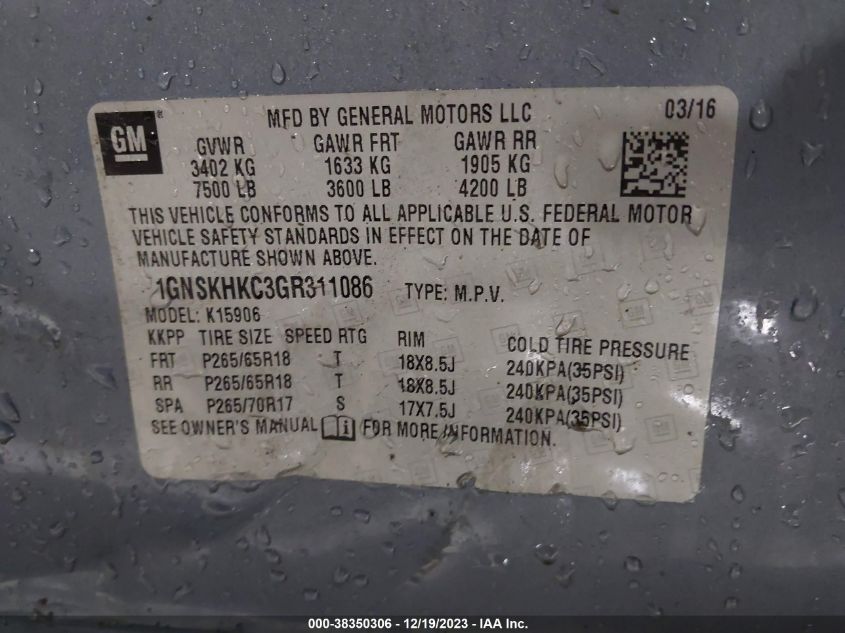 GM ®
MFD BY GENERAL MOTORS LLC 03/16
GVWR GAWR FRT GAWR RR
3402 KG 1633 KG 1905 KG
7500 LB 3600 LB 4200 LB
THIS VEHICLE CONFORMS TO ALL APPLICABLE U.S. FEDERAL MOTOR
VEHICLE SAFETY STANDARDS IN EFFECT ON THE DATE OF
MANUFACTURE SHOWN ABOVE.
1GNSKHKC3GR311086 TYPE: M.P.V.
MODEL: K15906
KKPP TIRE SIZE SPEED RTG RIM COLD TIRE PRESSURE
FRT P265/65R18 T 18X8.5J 240KPA(35PSI)
RR P265/65R18 T 18X8.5J 240KPA(35PSI)
SPA P265/70R17 S 17X7.5J 240KPA(35PSI)
SEE OWNER'S MANUAL FOR MORE INFORMATION.
000-38350306 - 12/19/2023 - IAA Inc.